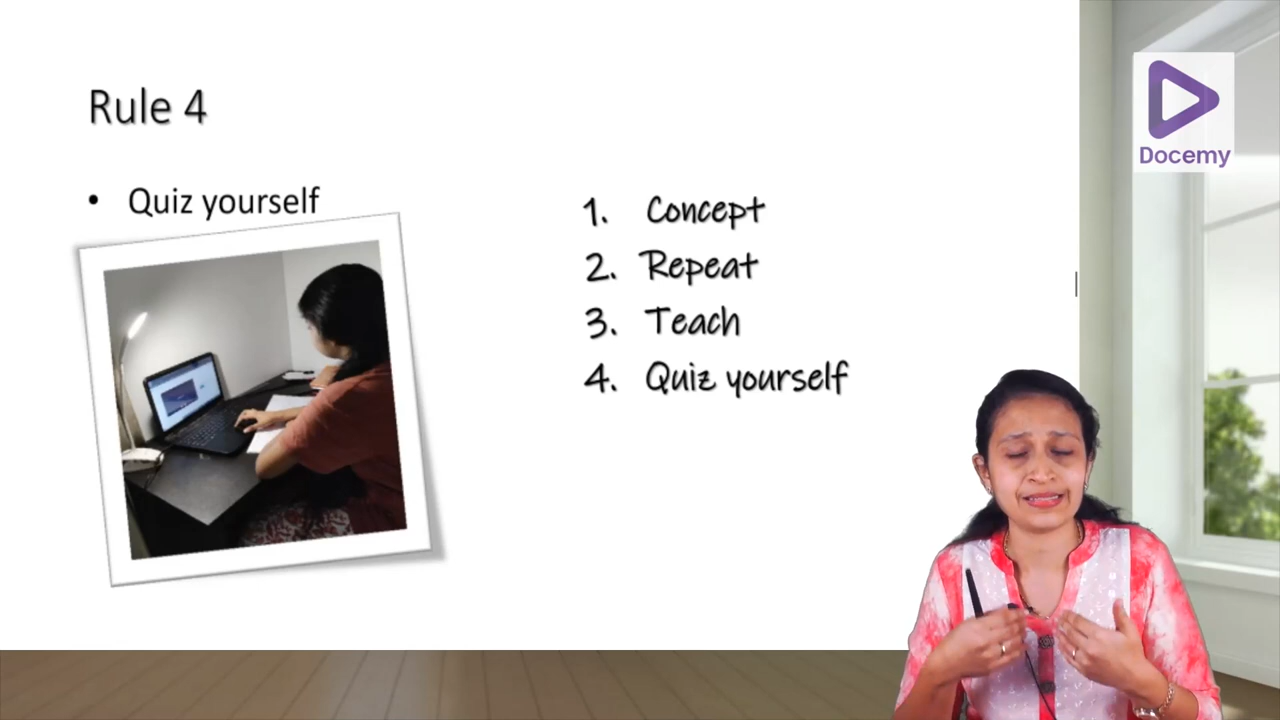 Rule 4
• Quiz yourself
1. Concept
2. Repeat
3. Teach
4. Quiz yourself
Docemy